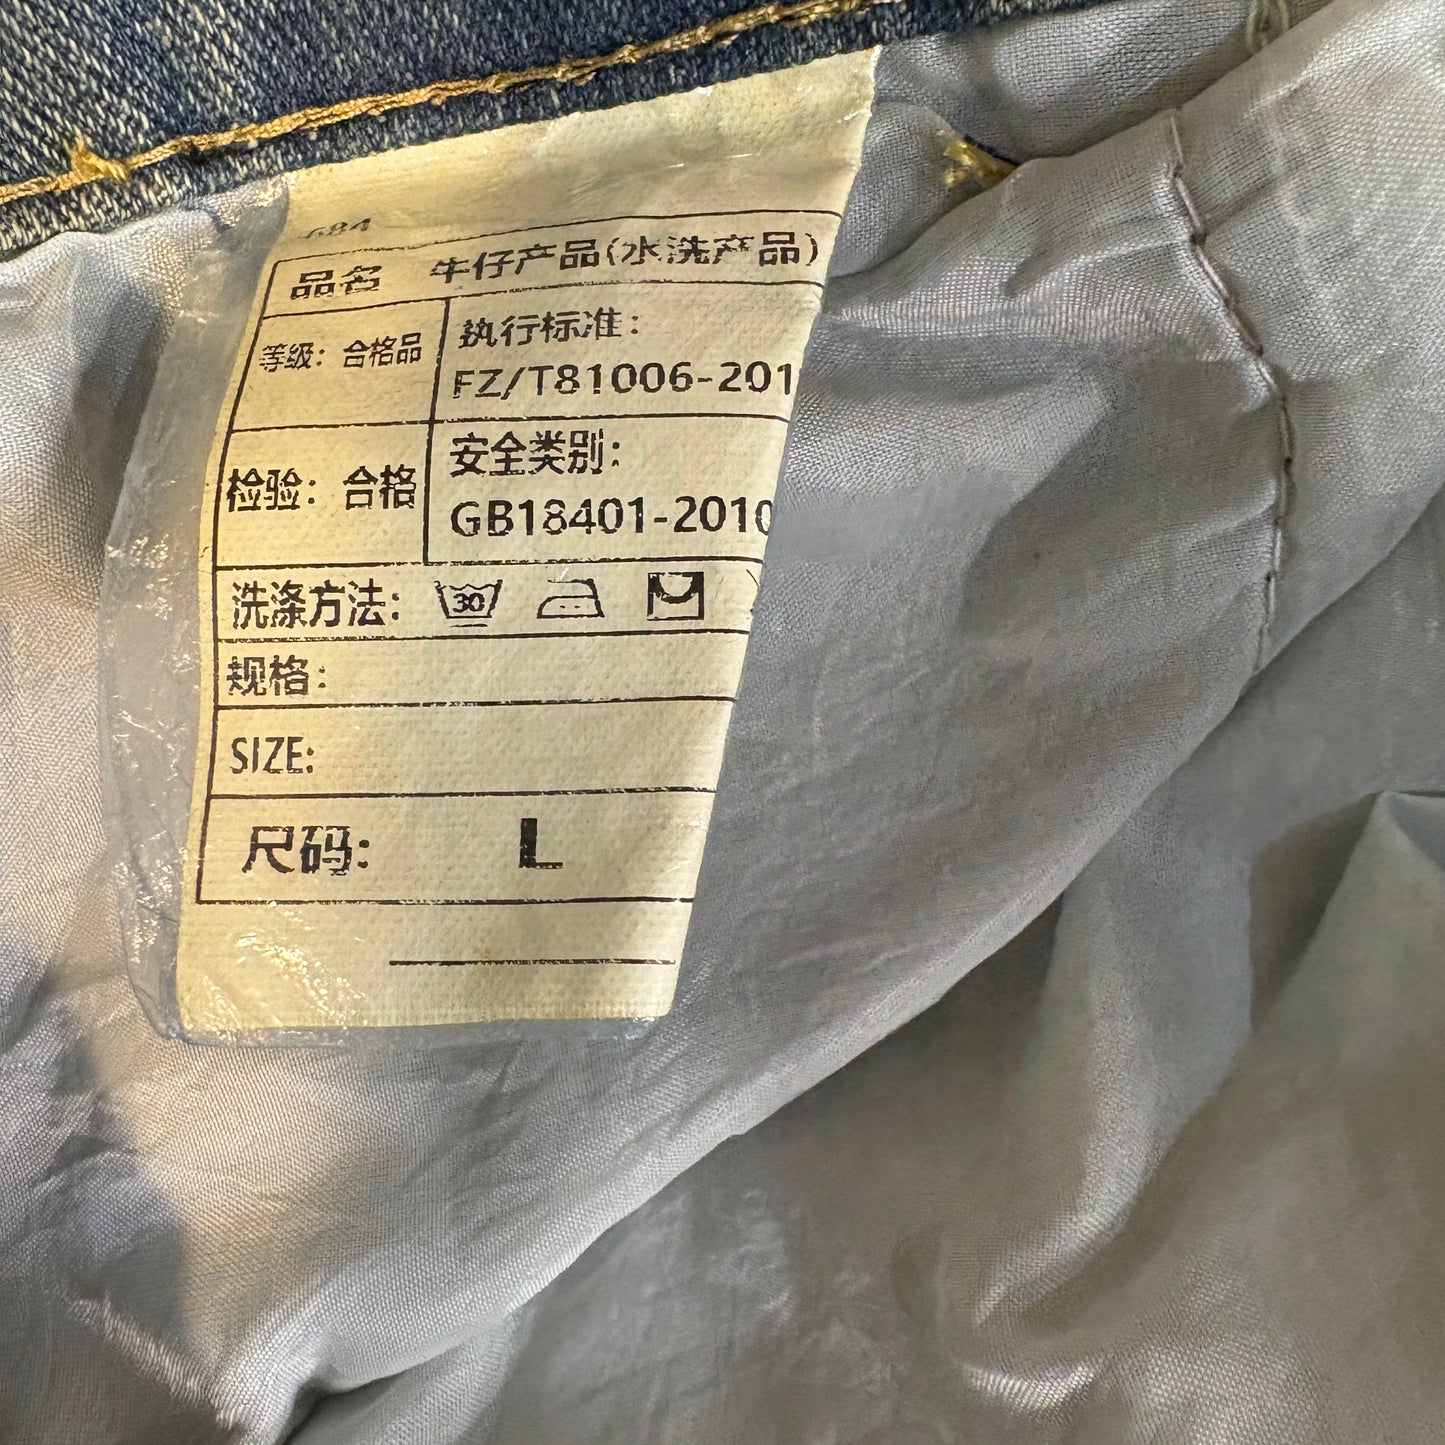 684
品名 牛仔产品(水洗产品)
等级：合格品
执行标准：
FZ/T81006-201
检验：合格
安全类别：
GB18401-2010
洗涤方法： 30
规格：
SIZE:
尺码： L